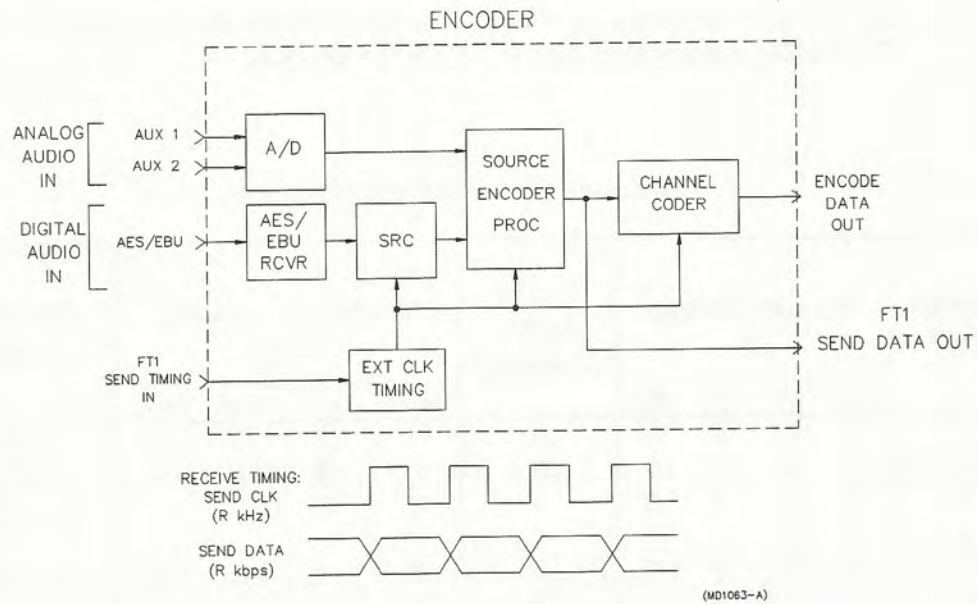 ENCODER
ANALOG
AUDIO
IN
AUX 1
AUX 2
A/D
SOURCE
ENCODER
PROC
CHANNEL
CODER
ENCODE
DATA
OUT
DIGITAL
AUDIO
IN
AES/EBU
AES/
EBU
RCVR
SRC
FT1
SEND TIMING
IN
EXT CLK
TIMING
FT1
SEND DATA OUT
RECEIVE TIMING:
SEND CLK
(R kHz)
SEND DATA
(R kbps)
(MD1063-A)